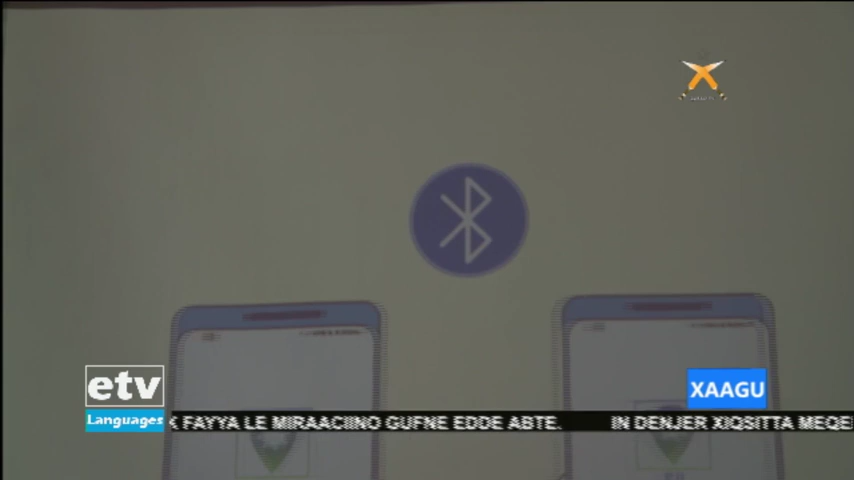 XAAGU
etv
Languages
FAYYA LE MIRAACIINO GUFNE EDDE ABTE. IN DENJER XIQSITTA